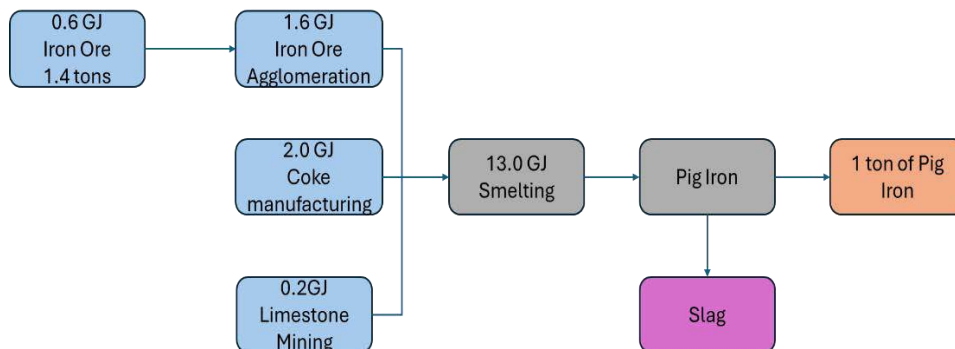 0.6 GJ
Iron Ore
1.4 tons
1.6 GJ
Iron Ore
Agglomeration
2.0 GJ
Coke
manufacturing
13.0 GJ
Smelting
Pig Iron
1 ton of Pig
Iron
0.2GJ
Limestone
Mining
Slag